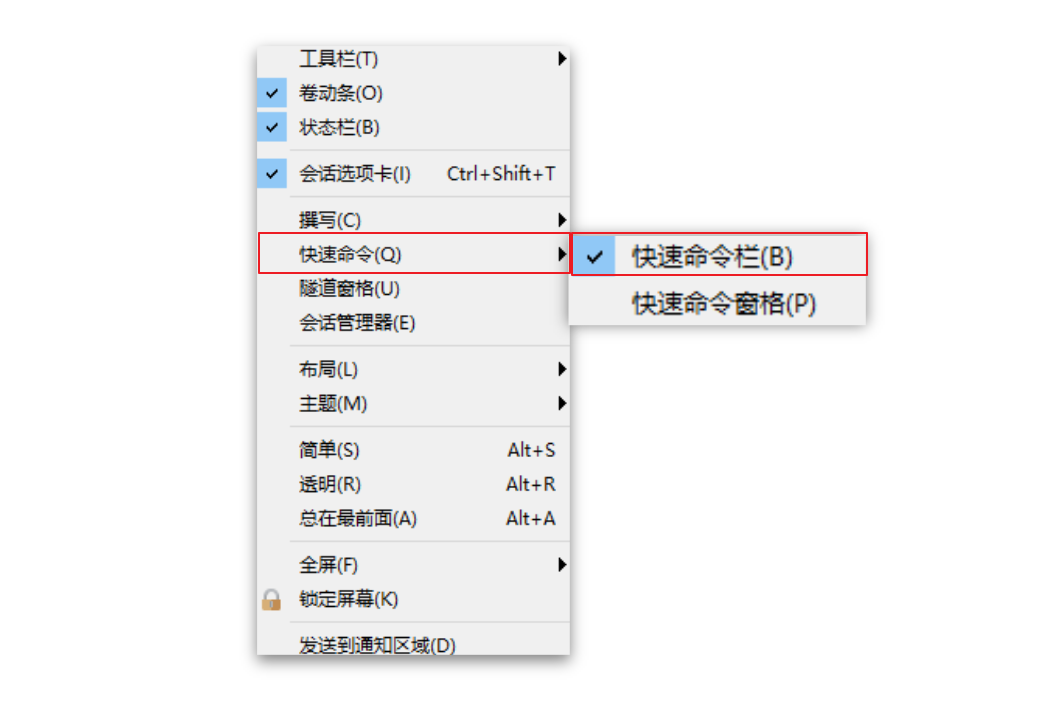 工具栏(T)
卷动条(O)
状态栏(B)
会话选项卡(I) Ctrl+Shift+T
撰写(C)
快速命令(Q)
快速命令栏(B)
隧道窗格(U)
快速命令窗格(P)
会话管理器(E)
布局(L)
主题(M)
简单(S) Alt+S
透明(R) Alt+R
总在最前面(A) Alt+A
全屏(F)
锁定屏幕(K)
发送到通知区域(D)